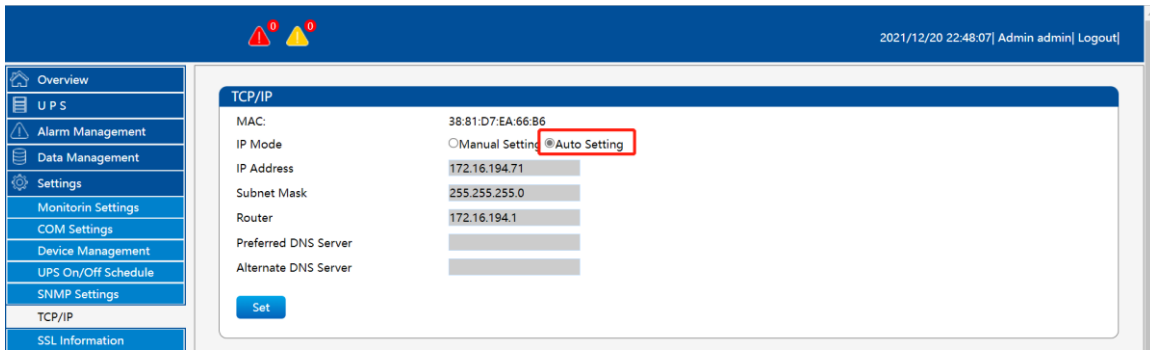 0 0
2021/12/20 22:48:07| Admin admin| Logout|
Overview
UPS
Alarm Management
Data Management
Settings
Monitorin Settings
COM Settings
Device Management
UPS On/Off Schedule
SNMP Settings
TCP/IP
SSL Information
TCP/IP
MAC: 38:81:D7:EA:66:B6
IP Mode Manual Setting Auto Setting
IP Address 172.16.194.71
Subnet Mask 255.255.255.0
Router 172.16.194.1
Preferred DNS Server
Alternate DNS Server
Set